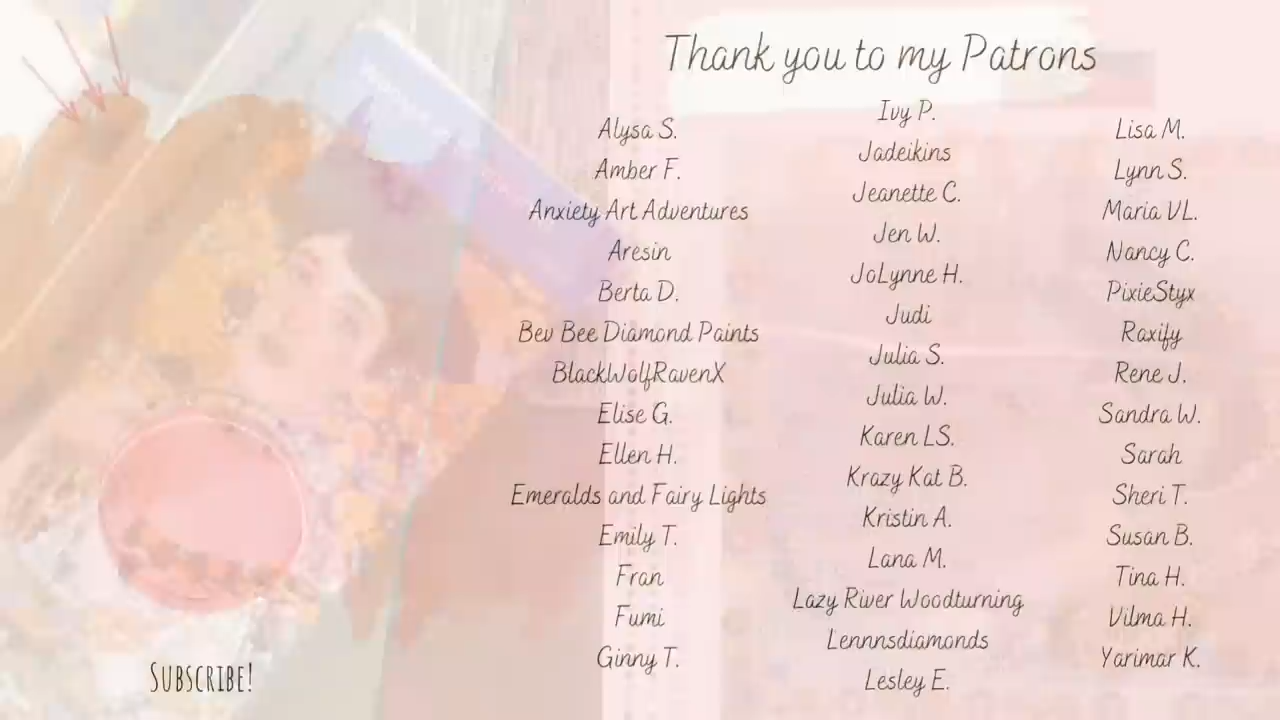 Thank you to my Patrons
Alysa S.
Amber F.
Anxiety Art Adventures
Aresin
Berta D.
Bev Bee Diamond Paints
BlackWolfRavenX
Elise G.
Ellen H.
Emeralds and Fairy Lights
Emily T.
Fran
Fumi
Ginny T.
Ivy P.
Jadeikins
Jeanette C.
Jen W.
JoLynne H.
Judi
Julia S.
Julia W.
Karen LS.
Krazy Kat B.
Kristin A.
Lana M.
Lazy River Woodturning
Lennnsdiamonds
Lesley E.
Lisa M.
Lynn S.
Maria VL.
Nancy C.
PixieStyx
Raxify
Rene J.
Sandra W.
Sarah
Sheri T.
Susan B.
Tina H.
Vilma H.
Yarimar K.
SUBSCRIBE!